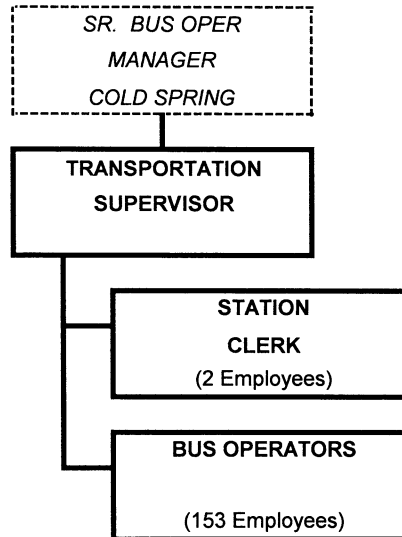 SR. BUS OPER
MANAGER
COLD SPRING
TRANSPORTATION
SUPERVISOR
STATION
CLERK
(2 Employees)
BUS OPERATORS
(153 Employees)